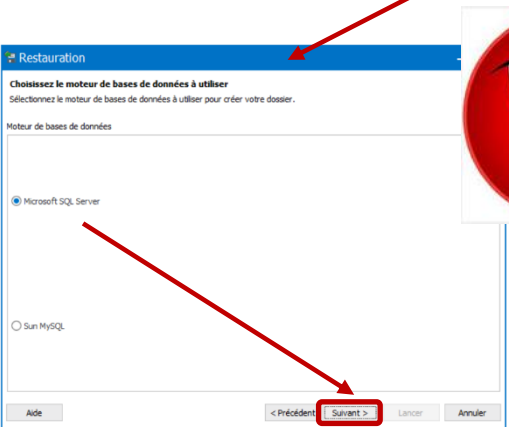 Restauration
Choisissez le moteur de bases de données à utiliser
Sélectionnez le moteur de bases de données à utiliser pour créer votre dossier.
Moteur de bases de données
Microsoft SQL Server
Sun MySQL
Aide
< Précédent
Suivant >
Lancer
Annuler